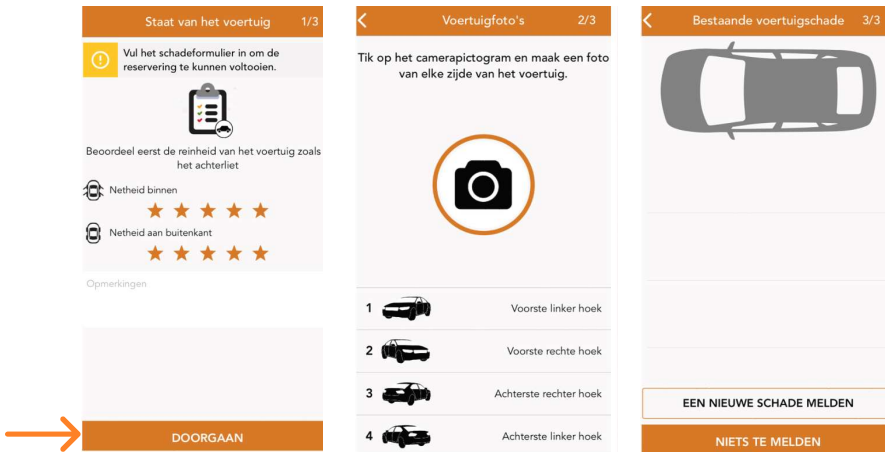 Staat van het voertuig 1/3
Vul het schadeformulier in om de
reservering te kunnen voltooien.
Beoordeel eerst de reinheid van het voertuig zoals
het achterliet
Netheid binnen
Netheid aan buitenkant
Opmerkingen
DOORGAAN
Voertuigfoto's 2/3
Tik op het camerapictogram en maak een foto
van elke zijde van het voertuig.
1 Voorste linker hoek
2 Voorste rechte hoek
3 Achterste rechter hoek
4 Achterste linker hoek
Bestaande voertuigschade 3/3
EEN NIEUWE SCHADE MELDEN
NIETS TE MELDEN